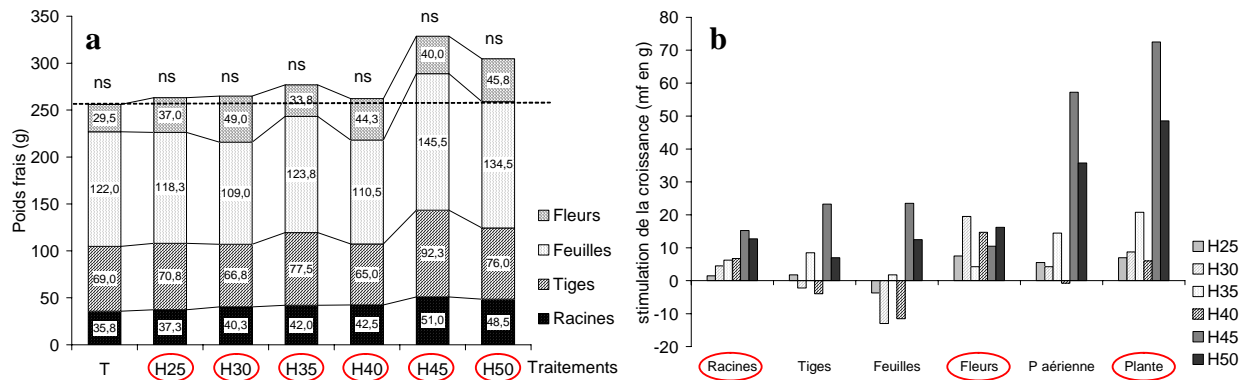 a
Poids frais (g)
350
300
250
200
150
100
50
0
ns ns ns ns ns ns ns
29,5 37,0 49,0 33,8 44,3 40,0 45,8
122,0 118,3 109,0 123,8 110,5 145,5 134,5
69,0 70,8 66,8 77,5 65,0 92,3 76,0
35,8 37,3 40,3 42,0 42,5 51,0 48,5
T H25 H30 H35 H40 H45 H50 Traitements
Fleurs
Feuilles
Tiges
Racines
b
stimulation de la croissance (mf en g)
80
70
60
50
40
30
20
10
0
-10
-20
Racines Tiges Feuilles Fleurs P aérienne Plante
H25
H30
H35
H40
H45
H50